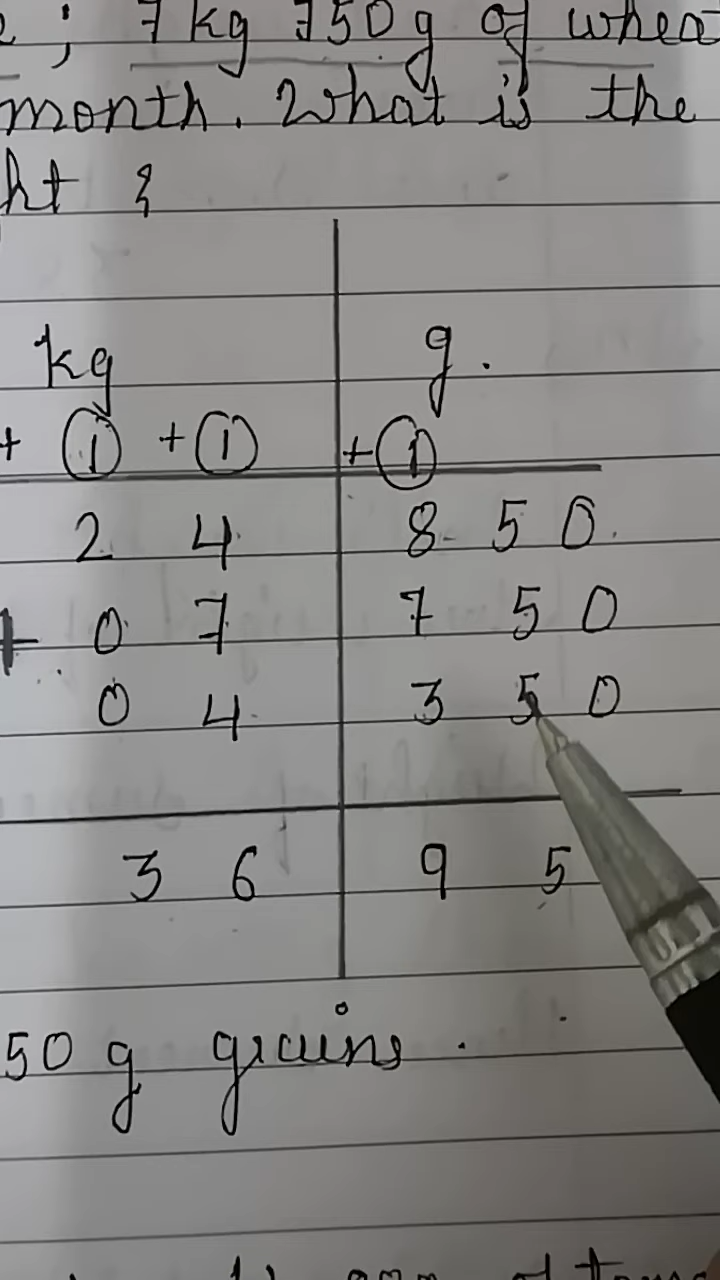 ; 7 kg 750 g of wheat
month. What is the
ht ?
kg g.
+ ① + ① + ①
2 4 8 5 0
+ 0 7 7 5 0
0 4 3 5 0
3 6 9 5
50 g grains.